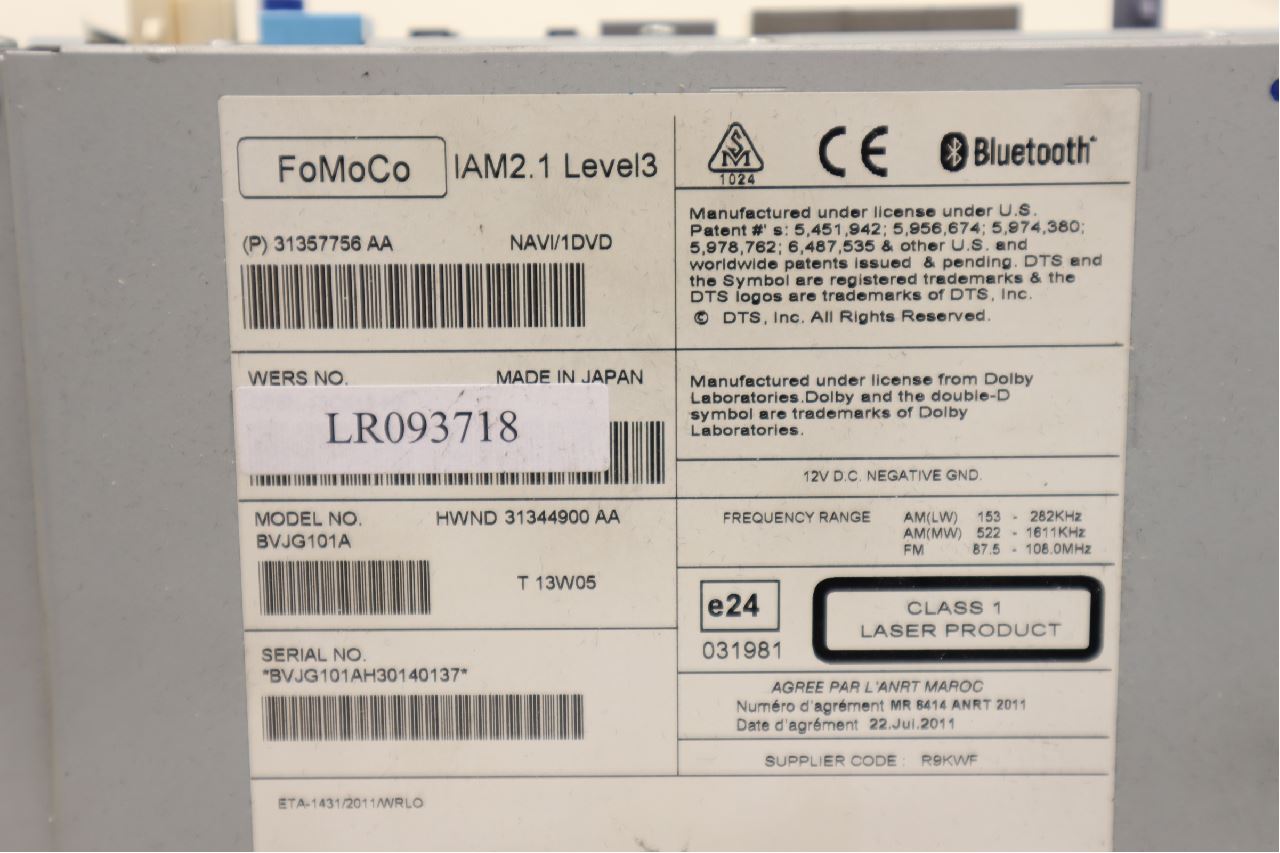 FoMoCo IAM2.1 Level3
(P) 31357756 AA NAVI/1DVD
WERS NO. MADE IN JAPAN
LR093718
MODEL NO. HWND 31344900 AA
BVJG101A
T 13W05
SERIAL NO.
*BVJG101AH30140137*
ETA-1431/2011/WRLO
SM
1024
CE
Bluetooth
Manufactured under license under U.S.
Patent #' s: 5,451,942; 5,956,674; 5,974,380;
5,978,762; 6,487,535 & other U.S. and
worldwide patents issued & pending. DTS and
the Symbol are registered trademarks & the
DTS logos are trademarks of DTS, Inc.
© DTS, Inc. All Rights Reserved.
Manufactured under license from Dolby
Laboratories.Dolby and the double-D
symbol are trademarks of Dolby
Laboratories.
12V D.C. NEGATIVE GND.
FREQUENCY RANGE AM(LW) 153 - 282KHz
AM(MW) 522 - 1611KHz
FM 87.5 - 108.0MHz
e24
031981
CLASS 1
LASER PRODUCT
AGREE PAR L'ANRT MAROC
Numéro d'agrément MR 6414 ANRT 2011
Date d'agrément 22.Jul.2011
SUPPLIER CODE : R9KWF